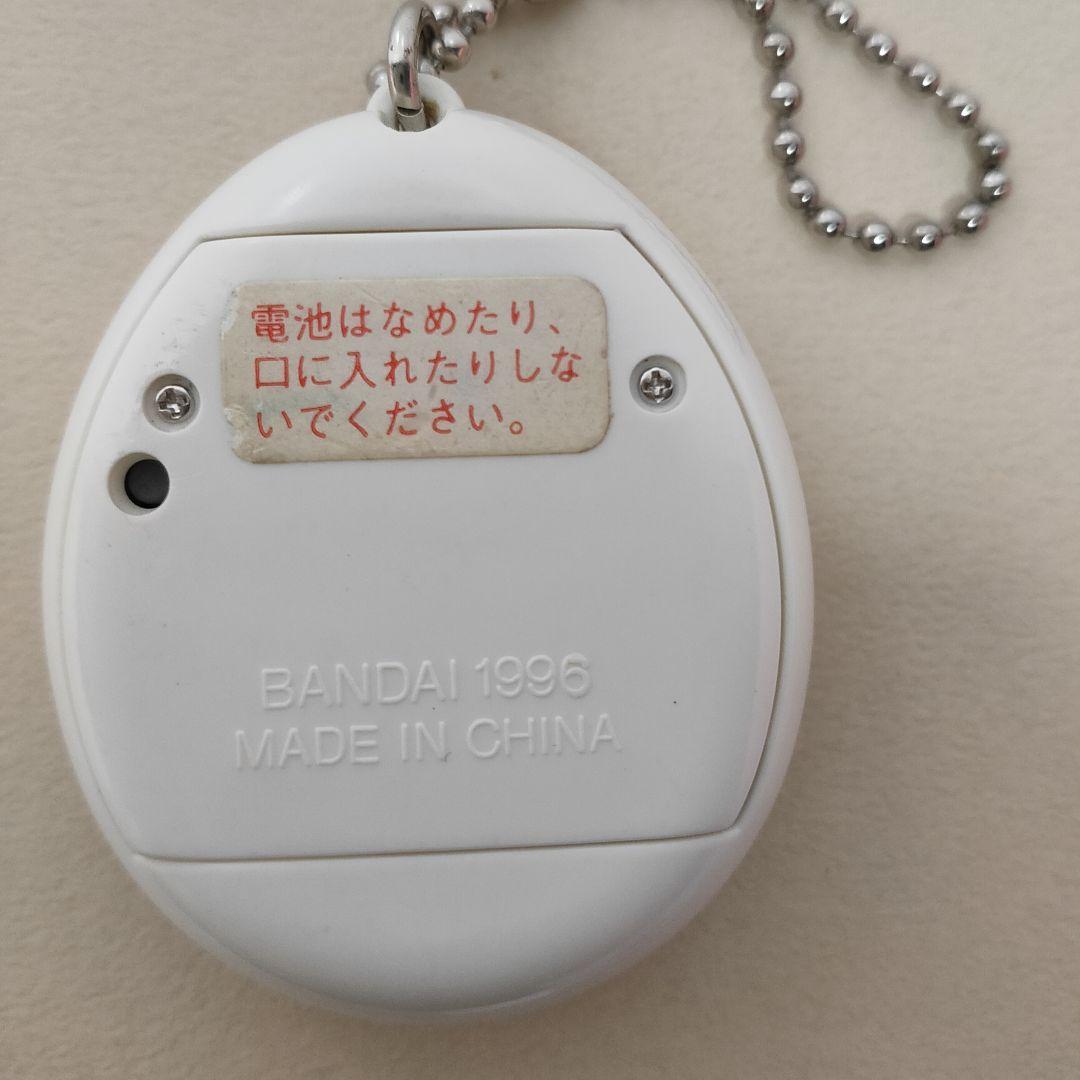 電池はなめたり、
口に入れたりしな
いでください。
BANDAI 1996
MADE IN CHINA